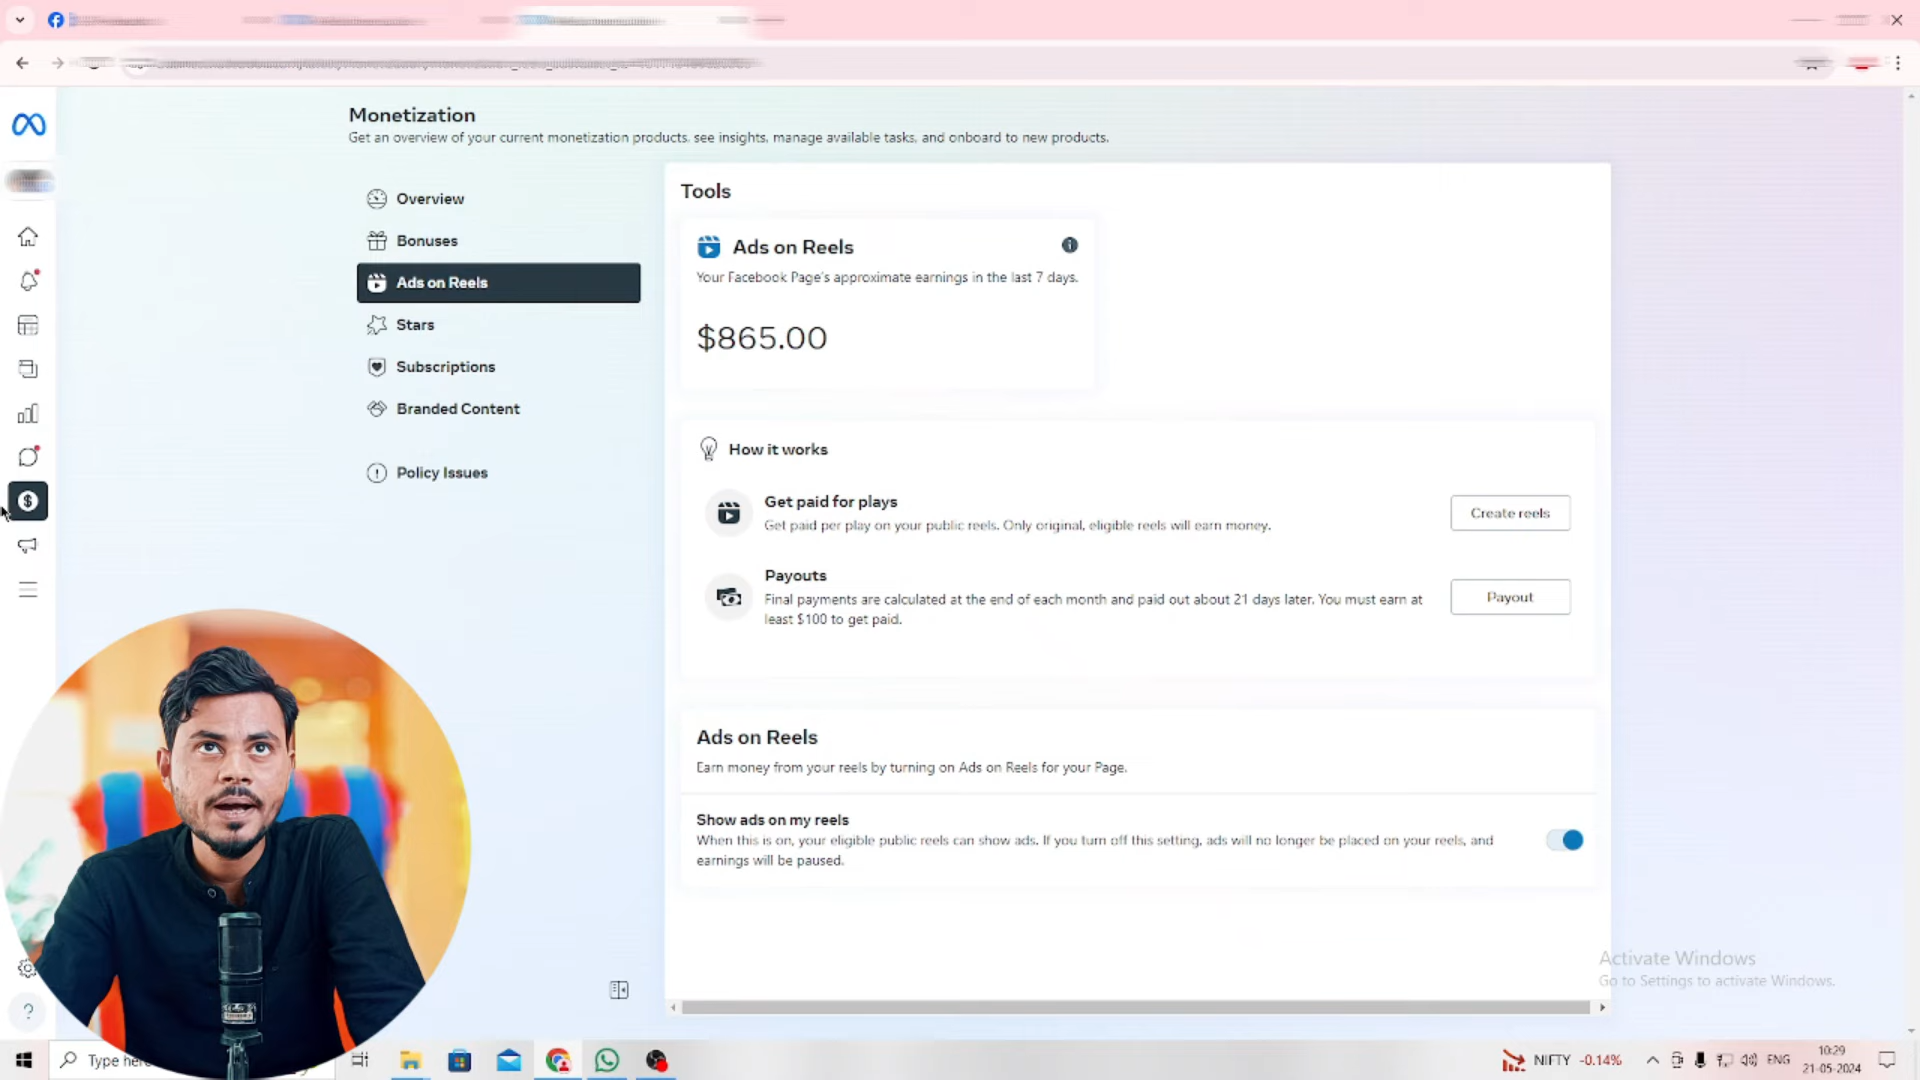 Monetization
Get an overview of your current monetization products, see insights, manage available tasks, and onboard to new products.
Overview
Bonuses
Ads on Reels
Stars
Subscriptions
Branded Content
Policy Issues
Tools
Ads on Reels
Your Facebook Page's approximate earnings in the last 7 days.
$865.00
How it works
Get paid for plays
Get paid per play on your public reels. Only original, eligible reels will earn money.
Create reels
Payouts
Final payments are calculated at the end of each month and paid out about 21 days later. You must earn at
least $100 to get paid.
Payout
Ads on Reels
Earn money from your reels by turning on Ads on Reels for your Page.
Show ads on my reels
When this is on, your eligible public reels can show ads. If you turn off this setting, ads will no longer be placed on your reels, and
earnings will be paused.
Activate Windows
Go to Settings to activate Windows.
Type
NIFTY -0.14%
ENG
10:29
21-05-2024